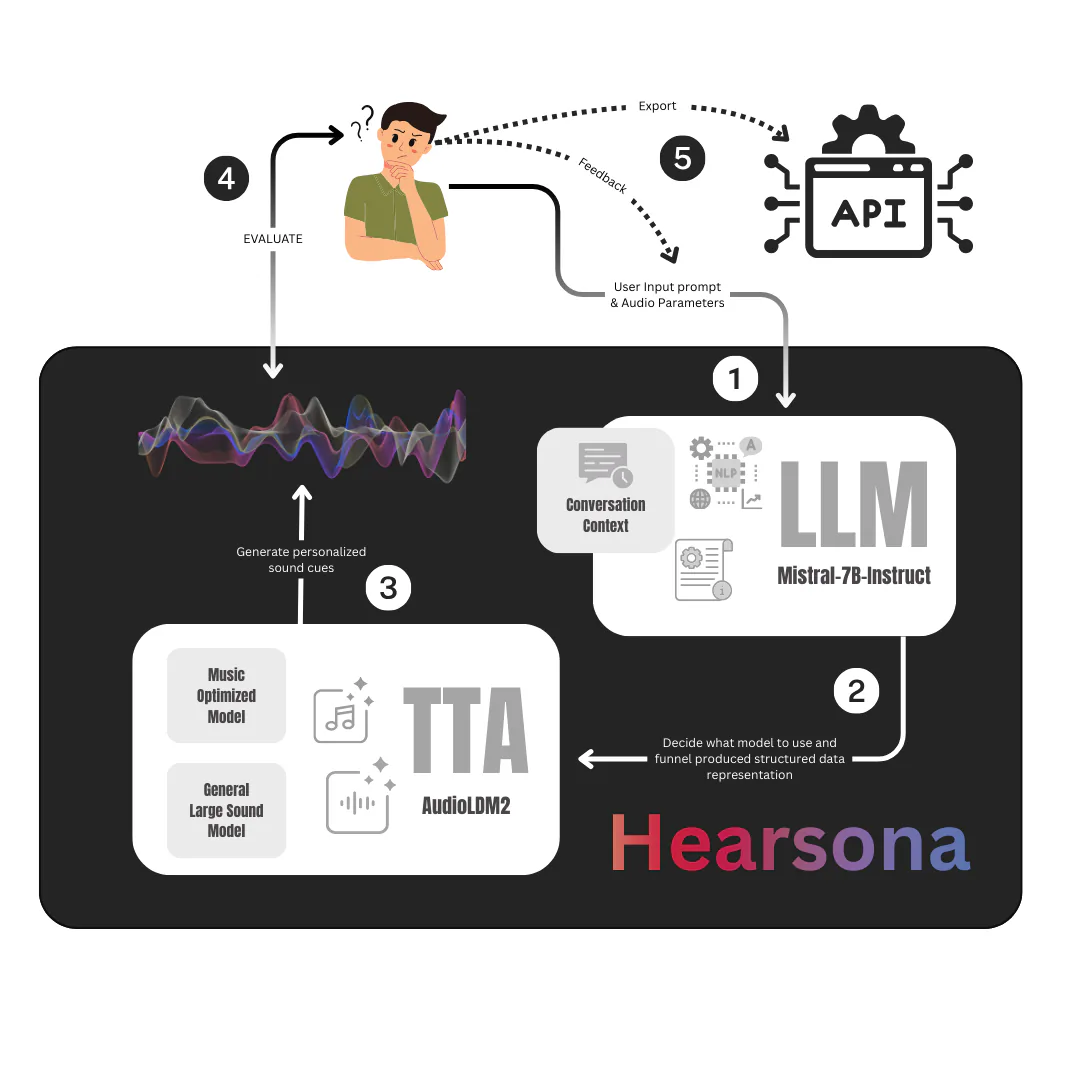 ? ?
Export
5
4
Feedback
API
EVALUATE
User Input prompt
& Audio Parameters
1
A
NLP
LLM
Mistral-7B-Instruct
Conversation
Context
i
Generate personalized
sound cues
3
2
Music
Optimized
Model
General
Large Sound
Model
TTA
AudioLDM2
Decide what model to use and
funnel produced structured data
representation
Hearsona